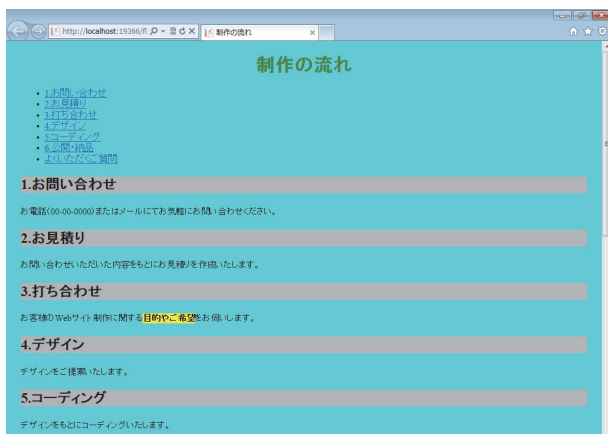 http://localhost:19366/fl
制作の流れ
制作の流れ
1.お問い合わせ
2.お見積り
3.打ち合わせ
4.デザイン
5.コーディング
6.公開・納品
よくいただくご質問
1.お問い合わせ
お電話(00-00-0000)またはメールにてお気軽にお問い合わせください。
2.お見積り
お問い合わせいただいた内容をもとにお見積りを作成いたします。
3.打ち合わせ
お客様のWebサイト制作に関する目的やご希望をお伺いします。
4.デザイン
デザインをご提案いたします。
5.コーディング
デザインをもとにコーディングいたします。